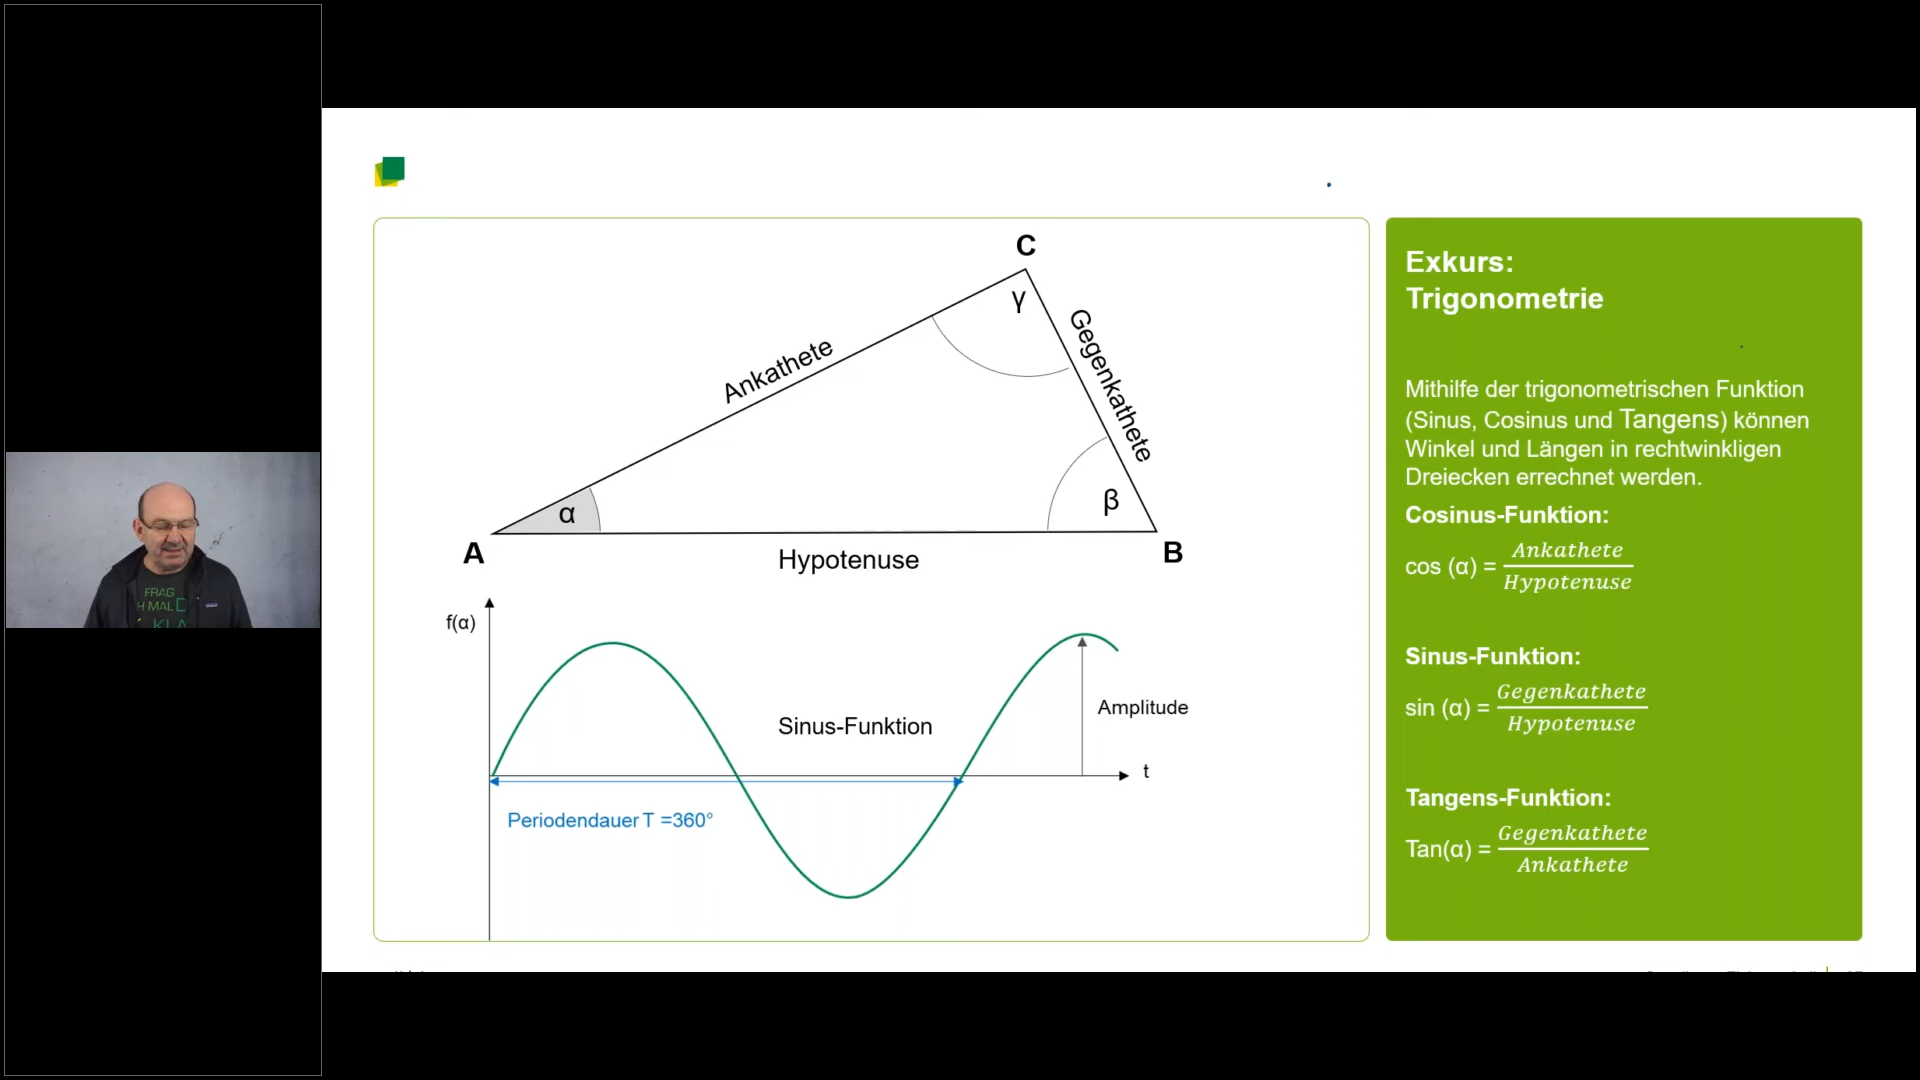 C
γ
Ankathete
Gegenkathete
α
β
A
B
Hypotenuse
f(α)
Sinus-Funktion
Amplitude
t
Periodendauer T =360°
Exkurs:
Trigonometrie
Mithilfe der trigonometrischen Funktion
(Sinus, Cosinus und Tangens) können
Winkel und Längen in rechtwinkligen
Dreiecken errechnet werden.
Cosinus-Funktion:
cos (α) = Ankathete / Hypotenuse
Sinus-Funktion:
sin (α) = Gegenkathete / Hypotenuse
Tangens-Funktion:
Tan(α) = Gegenkathete / Ankathete
FRAG
H MAL D
KLA